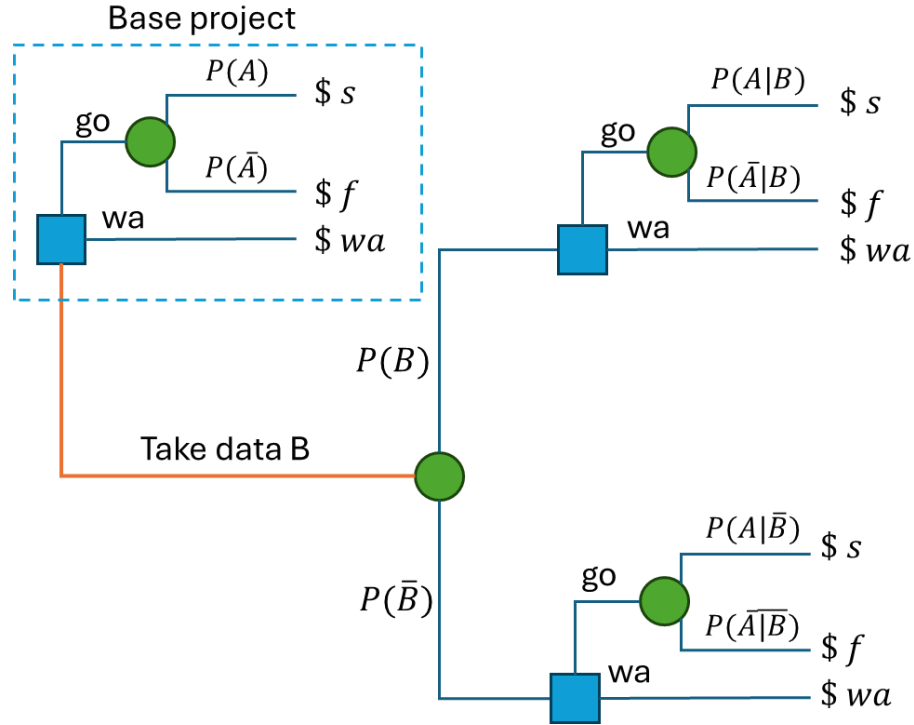 Base project
P(A)
$ s
go
P(Ā)
$ f
wa
$ wa
P(A|B)
$ s
go
P(Ā|B)
$ f
wa
$ wa
P(B)
Take data B
P(B̄)
P(A|B̄)
$ s
go
P(Ā|̅B̅)
$ f
wa
$ wa